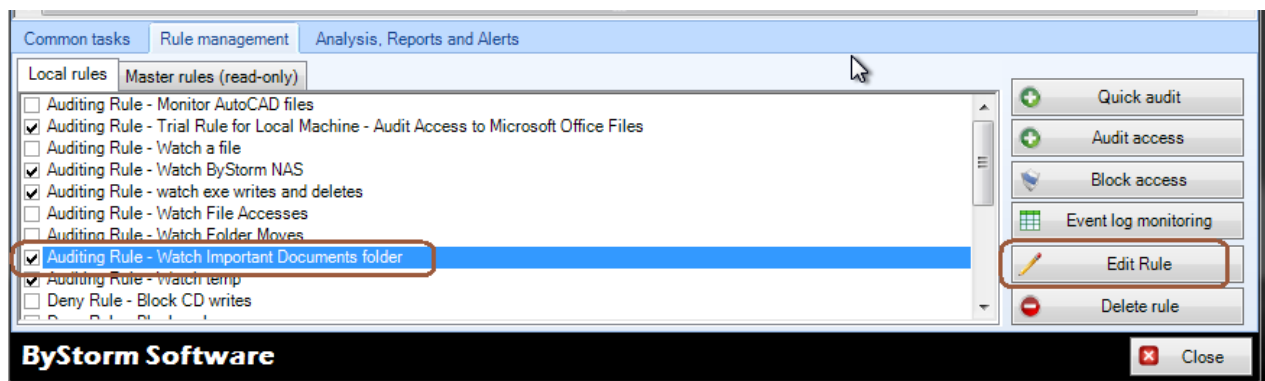 Common tasks Rule management Analysis, Reports and Alerts
Local rules Master rules (read-only)
Auditing Rule - Monitor AutoCAD files
Auditing Rule - Trial Rule for Local Machine - Audit Access to Microsoft Office Files
Auditing Rule - Watch a file
Auditing Rule - Watch ByStorm NAS
Auditing Rule - watch exe writes and deletes
Auditing Rule - Watch File Accesses
Auditing Rule - Watch Folder Moves
Auditing Rule - Watch Important Documents folder
Auditing Rule - Watch temp
Deny Rule - Block CD writes
Quick audit
Audit access
Block access
Event log monitoring
Edit Rule
Delete rule
ByStorm Software
Close